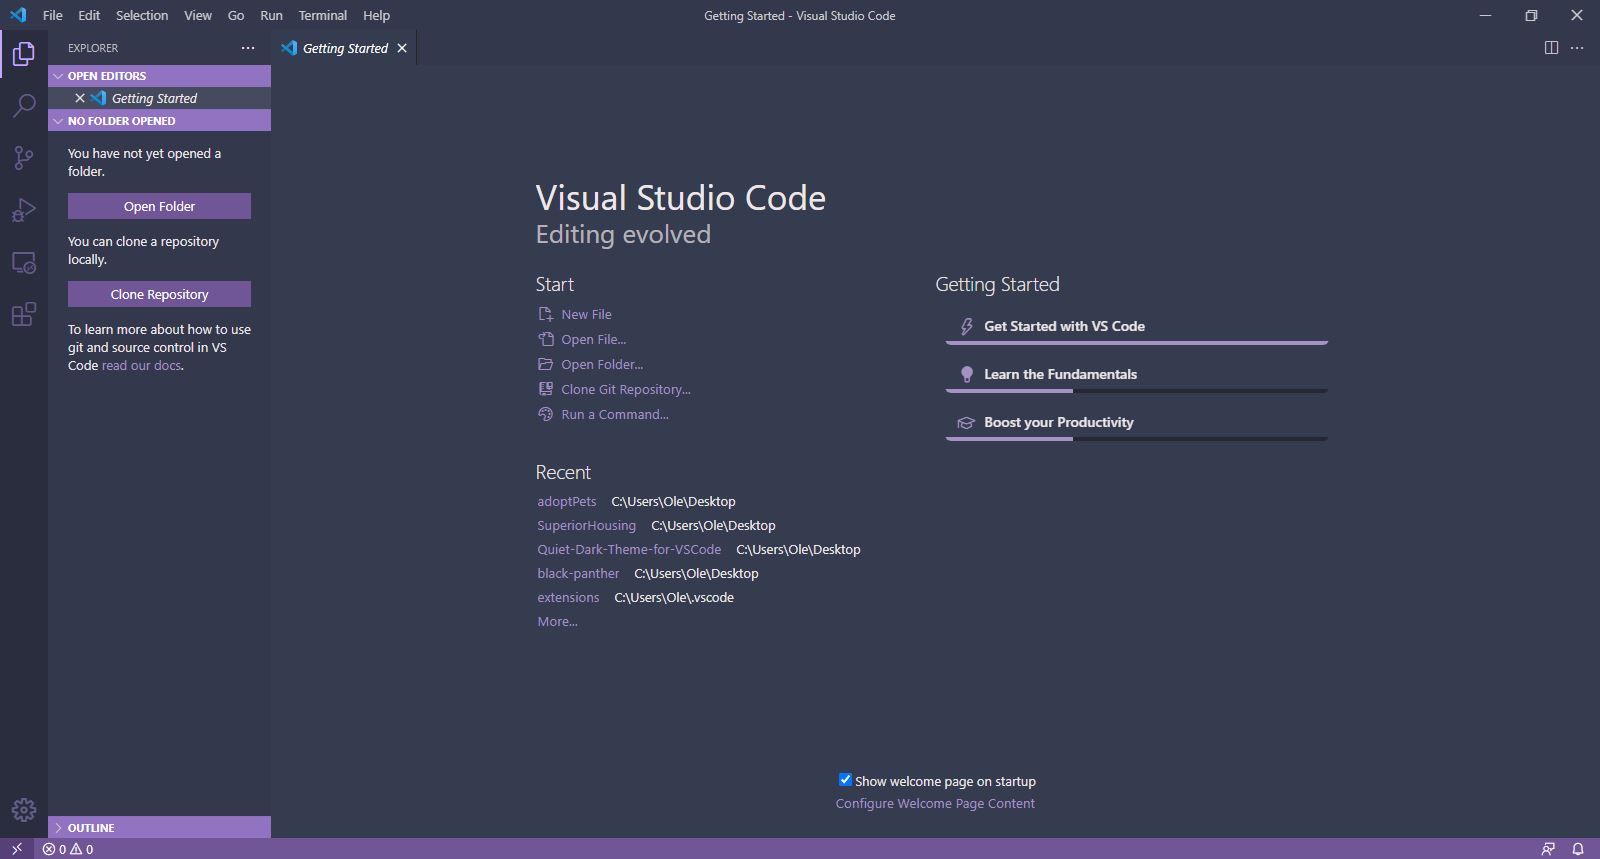 File Edit Selection View Go Run Terminal Help
Getting Started - Visual Studio Code
EXPLORER
Getting Started
OPEN EDITORS
Getting Started
NO FOLDER OPENED
You have not yet opened a
folder.
Open Folder
You can clone a repository
locally.
Clone Repository
To learn more about how to use
git and source control in VS
Code read our docs.
OUTLINE
Visual Studio Code
Editing evolved
Start
New File
Open File...
Open Folder...
Clone Git Repository...
Run a Command...
Recent
adoptPets C:\Users\Ole\Desktop
SuperiorHousing C:\Users\Ole\Desktop
Quiet-Dark-Theme-for-VSCode C:\Users\Ole\Desktop
black-panther C:\Users\Ole\Desktop
extensions C:\Users\Ole\.vscode
More...
Getting Started
Get Started with VS Code
Learn the Fundamentals
Boost your Productivity
Show welcome page on startup
Configure Welcome Page Content
0 0